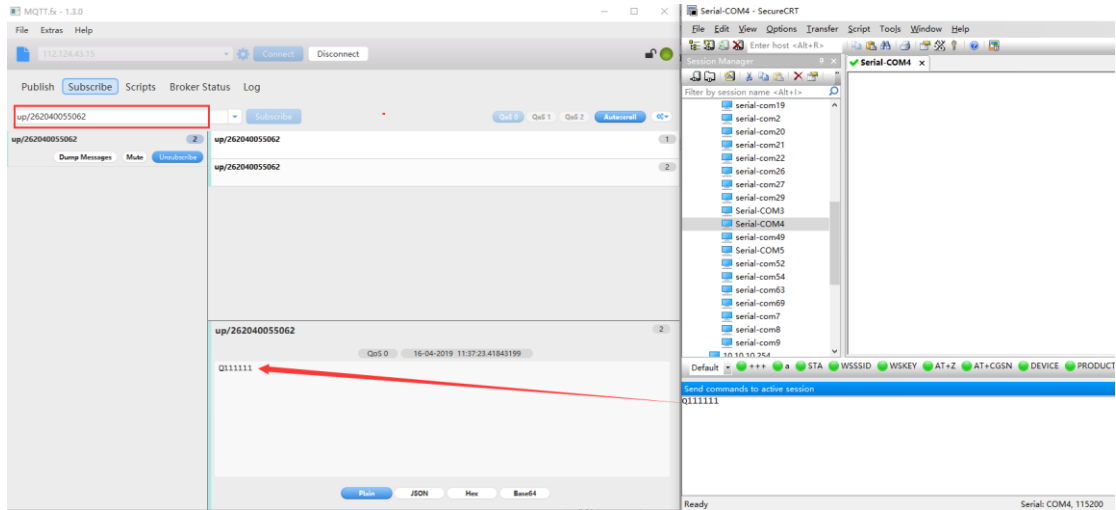 MQTT.fx - 1.3.0
File Extras Help
112.124.43.15 Connect Disconnect
Publish Subscribe Scripts Broker Status Log
up/262040055062 Subscribe QoS 0 QoS 1 QoS 2 Autoscroll
up/262040055062 2
Dump Messages Mute Unsubscribe
up/262040055062 1
up/262040055062 2
up/262040055062 2
QoS 0 16-04-2019 11:37:23.41843199
Q111111
Plain JSON Hex Base64
Serial-COM4 - SecureCRT
File Edit View Options Transfer Script Tools Window Help
Enter host <Alt+R>
Session Manager
Serial-COM4
Filter by session name <Alt+I>
serial-com19
serial-com2
serial-com20
serial-com21
serial-com22
serial-com26
serial-com27
serial-com29
Serial-COM3
Serial-COM4
serial-com49
Serial-COM5
serial-com52
serial-com54
serial-com63
serial-com69
serial-com7
serial-com8
serial-com9
10.10.10.254
Default +++ a STA WSSSID WSKEY AT+Z AT+CGSN DEVICE PRODUCT
Send commands to active session
Q111111
Ready Serial: COM4, 115200